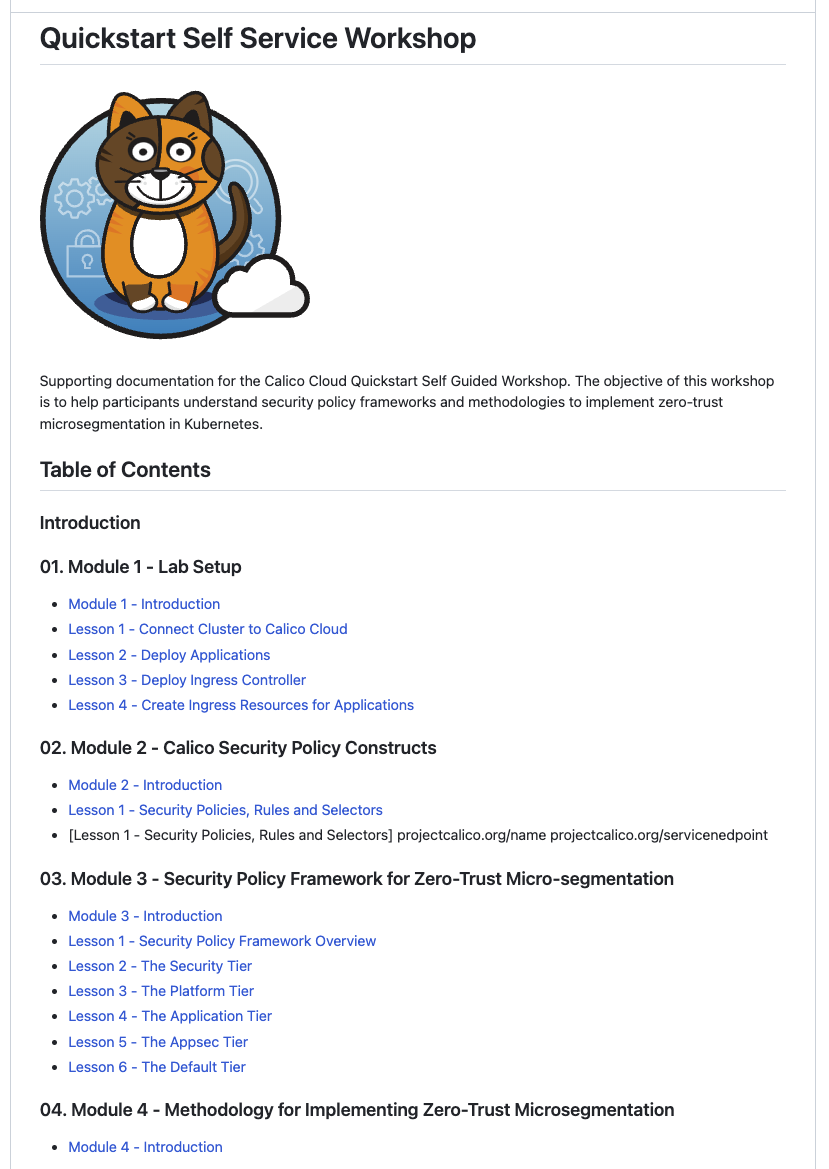 Quickstart Self Service Workshop
Supporting documentation for the Calico Cloud Quickstart Self Guided Workshop. The objective of this workshop
is to help participants understand security policy frameworks and methodologies to implement zero-trust
microsegmentation in Kubernetes.
Table of Contents
Introduction
01. Module 1 - Lab Setup
• Module 1 - Introduction
• Lesson 1 - Connect Cluster to Calico Cloud
• Lesson 2 - Deploy Applications
• Lesson 3 - Deploy Ingress Controller
• Lesson 4 - Create Ingress Resources for Applications
02. Module 2 - Calico Security Policy Constructs
• Module 2 - Introduction
• Lesson 1 - Security Policies, Rules and Selectors
• [Lesson 1 - Security Policies, Rules and Selectors] projectcalico.org/name projectcalico.org/servicenedpoint
03. Module 3 - Security Policy Framework for Zero-Trust Micro-segmentation
• Module 3 - Introduction
• Lesson 1 - Security Policy Framework Overview
• Lesson 2 - The Security Tier
• Lesson 3 - The Platform Tier
• Lesson 4 - The Application Tier
• Lesson 5 - The Appsec Tier
• Lesson 6 - The Default Tier
04. Module 4 - Methodology for Implementing Zero-Trust Microsegmentation
• Module 4 - Introduction